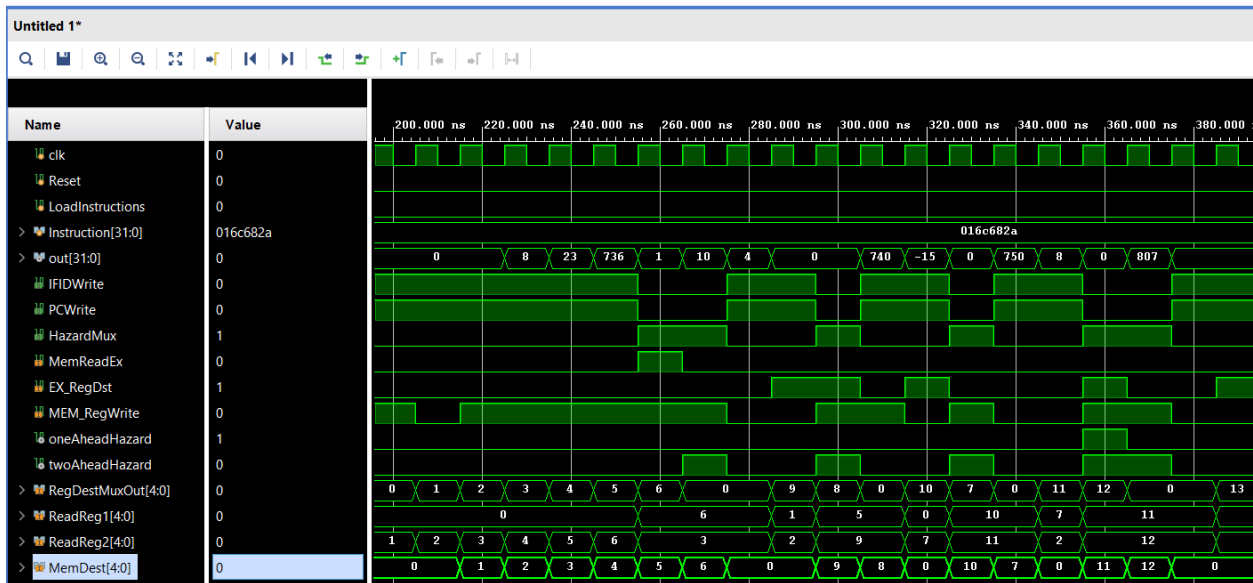 Untitled 1*
Name Value
200.000 ns 220.000 ns 240.000 ns 260.000 ns 280.000 ns 300.000 ns 320.000 ns 340.000 ns 360.000 ns 380.000
clk 0
Reset 0
LoadInstructions 0
Instruction[31:0] 016c682a 016c682a
out[31:0] 0 0 8 23 736 1 10 4 0 740 -15 0 750 8 0 807
IFIDWrite 0
PCWrite 0
HazardMux 1
MemReadEx 0
EX_RegDst 1
MEM_RegWrite 0
oneAheadHazard 1
twoAheadHazard 0
RegDestMuxOut[4:0] 0 0 1 2 3 4 5 6 0 9 8 0 10 7 0 11 12 0 13
ReadReg1[4:0] 0 0 6 1 5 0 10 7 11
ReadReg2[4:0] 0 1 2 3 4 5 6 3 2 9 7 11 2 12
MemDest[4:0] 0 0 1 2 3 4 5 6 0 9 8 0 10 7 0 11 12 0